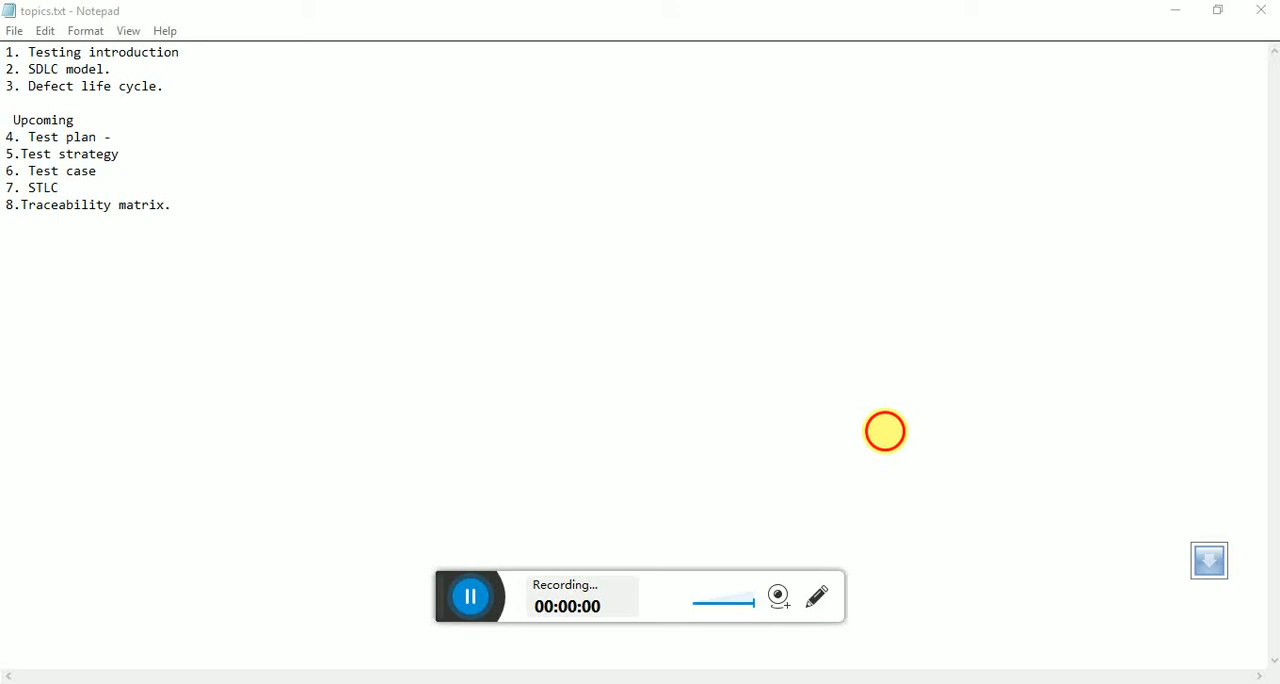 topics.txt - Notepad
File Edit Format View Help
1. Testing introduction
2. SDLC model.
3. Defect life cycle.
Upcoming
4. Test plan -
5.Test strategy
6. Test case
7. STLC
8.Traceability matrix.
Recording...
00:00:00